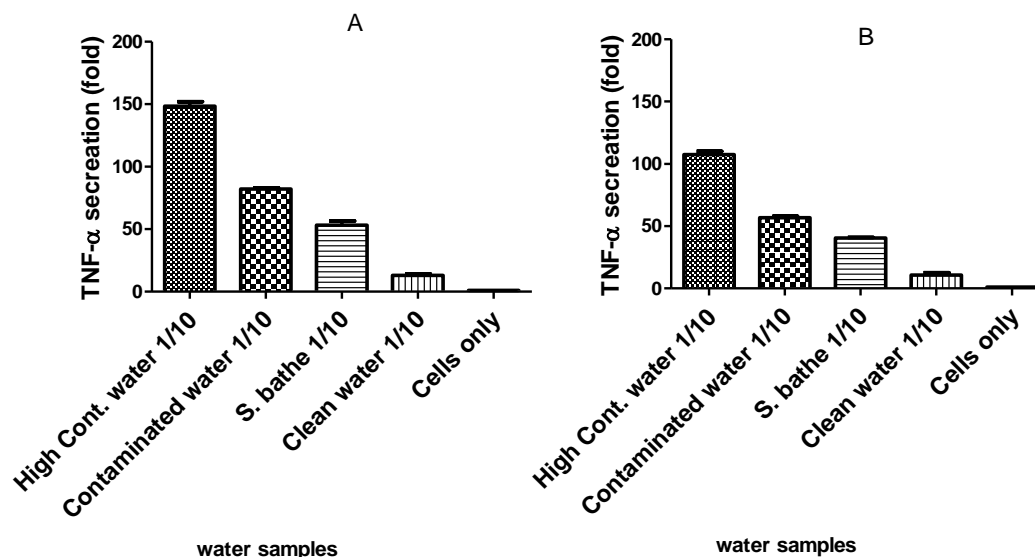 A
TNF-α secreation (fold)
200
150
100
50
0
High Cont. water 1/10
Contaminated water 1/10
S. bathe 1/10
Clean water 1/10
Cells only
water samples
B
TNF-α secreation (fold)
200
150
100
50
0
High Cont. water 1/10
Contaminated water 1/10
S. bathe 1/10
Clean water 1/10
Cells only
water samples